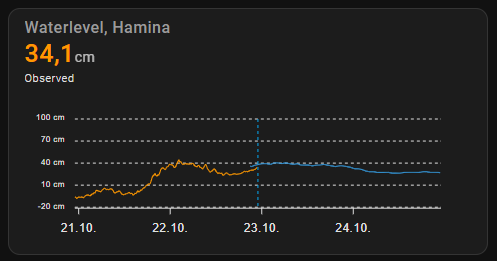 Waterlevel, Hamina
34,1cm
Observed
100 cm
70 cm
40 cm
10 cm
-20 cm
21.10. 22.10. 23.10. 24.10.